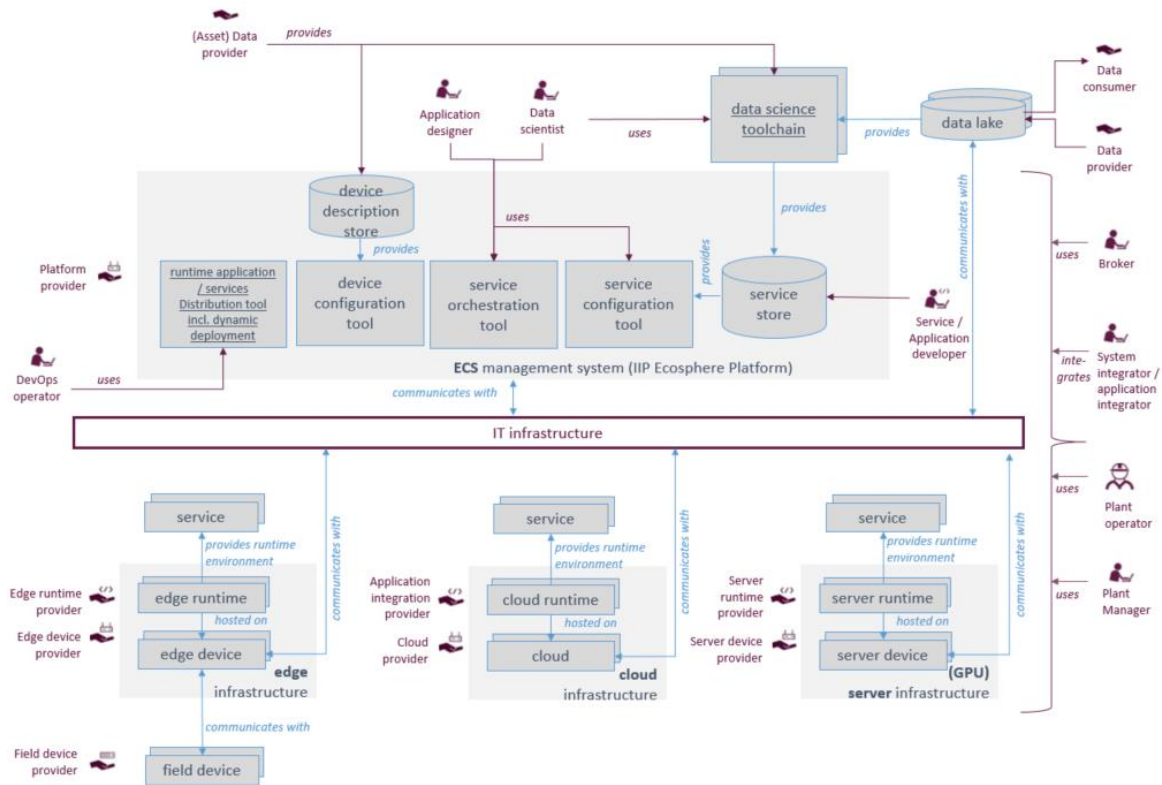 (Asset) Data
provider
provides
Application
designer
Data
scientist
uses
data science
toolchain
provides
data lake
Data
consumer
Data
provider
device
description
store
uses
provides
provides
provides
communicates with
Platform
provider
runtime application
/ services
Distribution tool
incl. dynamic
deployment
device
configuration
tool
service
orchestration
tool
service
configuration
tool
service
store
Service /
Application
developer
uses
Broker
DevOps
operator
uses
ECS management system (IIP Ecosphere Platform)
communicates with
inte-
grates
System
integrator /
application
integrator
IT infrastructure
uses
Plant
operator
service
provides runtime
environment
communicates with
service
provides runtime
environment
communicates with
service
provides runtime
environment
communicates with
Edge runtime
provider
edge runtime
hosted on
Edge device
provider
edge device
edge
infrastructure
Application
integration
provider
cloud runtime
hosted on
Cloud
provider
cloud
cloud
infrastructure
Server
runtime
provider
server runtime
hosted on
Server device
provider
server device
(GPU)
server infrastructure
uses
Plant
Manager
communicates with
Field device
provider
field device